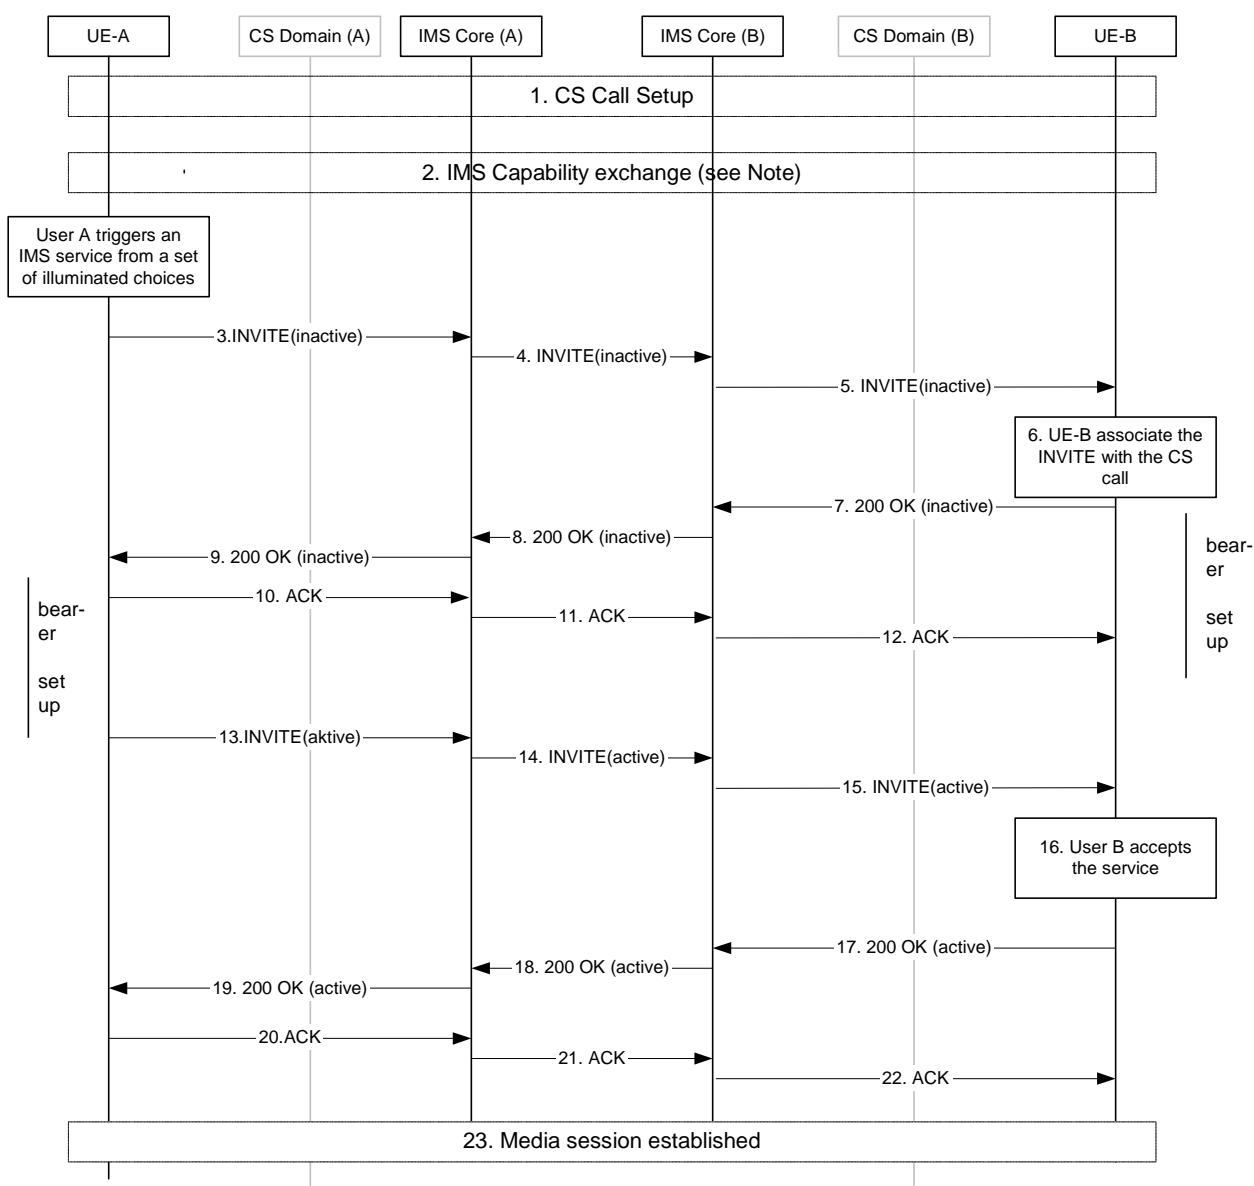 UE-A
CS Domain (A)
IMS Core (A)
IMS Core (B)
CS Domain (B)
UE-B
1. CS Call Setup
2. IMS Capability exchange (see Note)
User A triggers an
IMS service from a set
of illuminated choices
3.INVITE(inactive)
4. INVITE(inactive)
5. INVITE(inactive)
6. UE-B associate the
INVITE with the CS
call
7. 200 OK (inactive)
8. 200 OK (inactive)
9. 200 OK (inactive)
bear-
er
set
up
10. ACK
11. ACK
12. ACK
bear-
er
set
up
13.INVITE(aktive)
14. INVITE(active)
15. INVITE(active)
16. User B accepts
the service
17. 200 OK (active)
18. 200 OK (active)
19. 200 OK (active)
20.ACK
21. ACK
22. ACK
23. Media session established